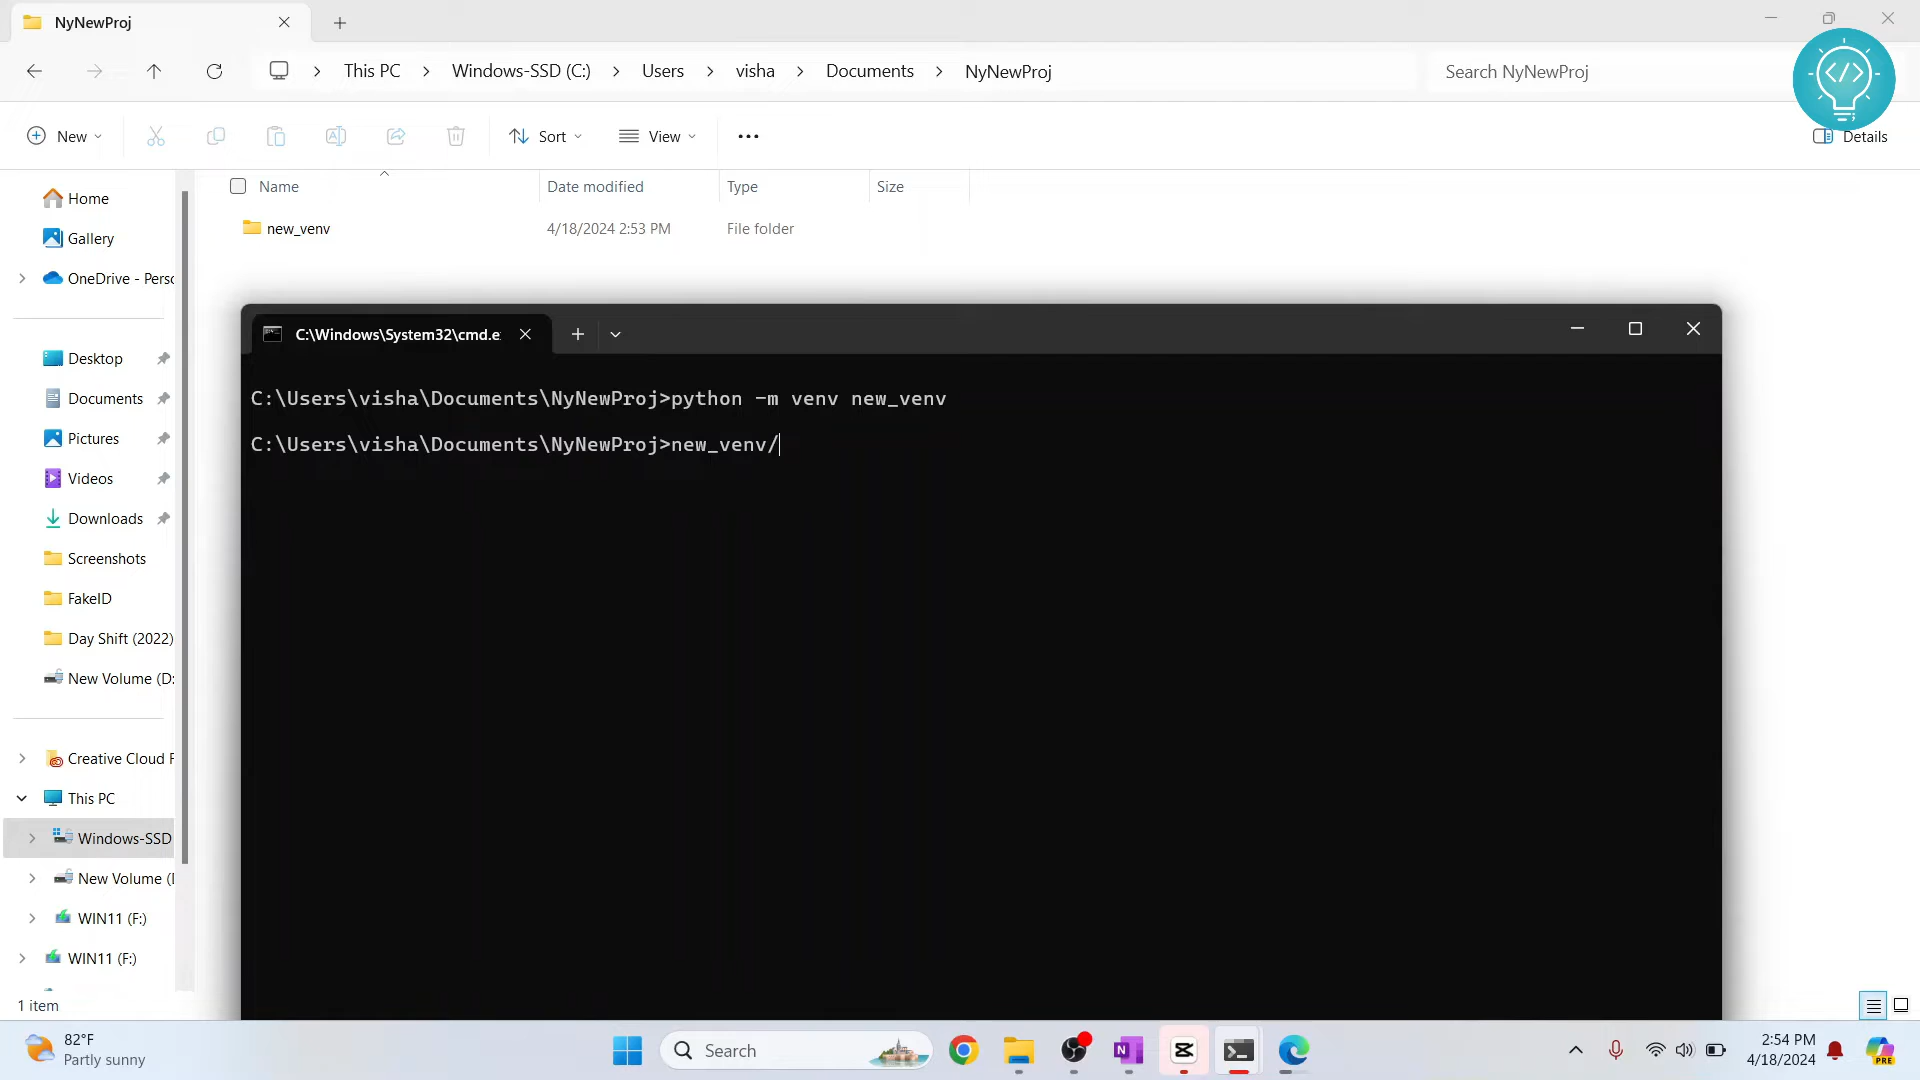 NyNewProj
This PC
Windows-SSD (C:)
Users
visha
Documents
NyNewProj
Search NyNewProj
</>
New
Sort
View
Details
Name
Date modified
Type
Size
new_venv
4/18/2024 2:53 PM
File folder
Home
Gallery
OneDrive - Perso
Desktop
Documents
Pictures
Videos
Downloads
Screenshots
FakeID
Day Shift (2022)
New Volume (D:
Creative Cloud F
This PC
Windows-SSD
New Volume (
WIN11 (F:)
WIN11 (F:)
1 item
C:\Windows\System32\cmd.e
C:\Users\visha\Documents\NyNewProj>python -m venv new_venv
C:\Users\visha\Documents\NyNewProj>new_venv/
82°F
Partly sunny
Search
2:54 PM
4/18/2024
PRE